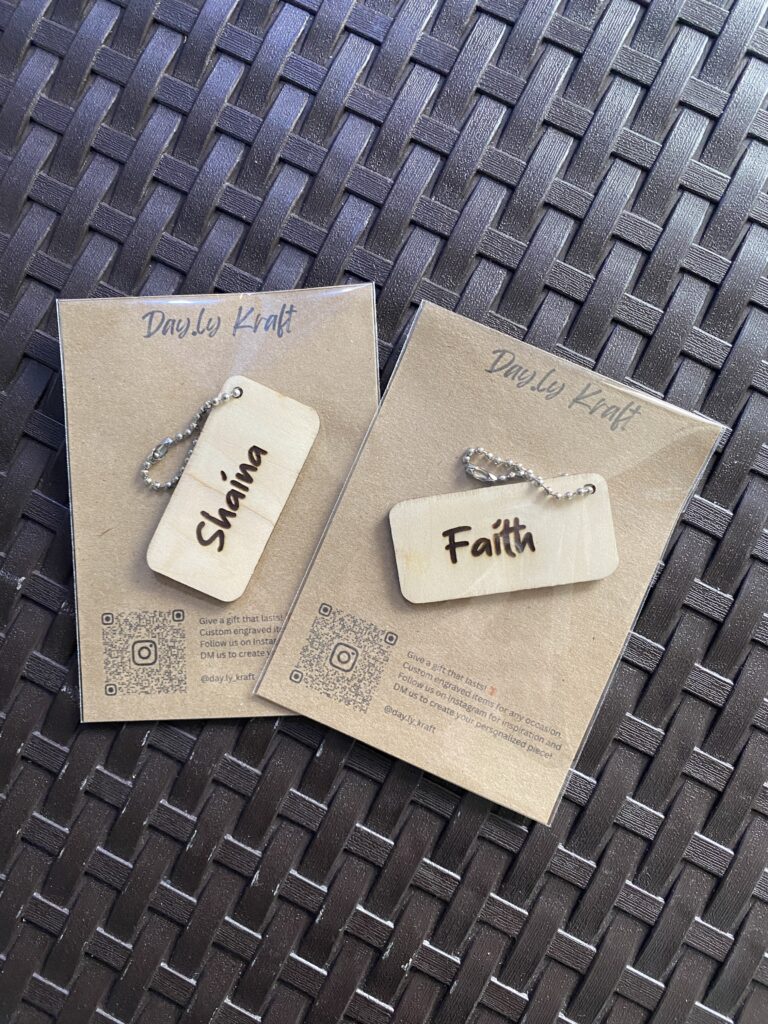 Day.ly Kraft
Shaina
Give a gift that lasts!
Custom engraved
Follow us on
DM us to create
@day.ly_kraft
Day.ly Kraft
Faith
Give a gift that lasts!
Custom engraved items for any occasion.
Follow us on Instagram for inspiration and
DM us to create your personalized piece!
@day.ly_kraft